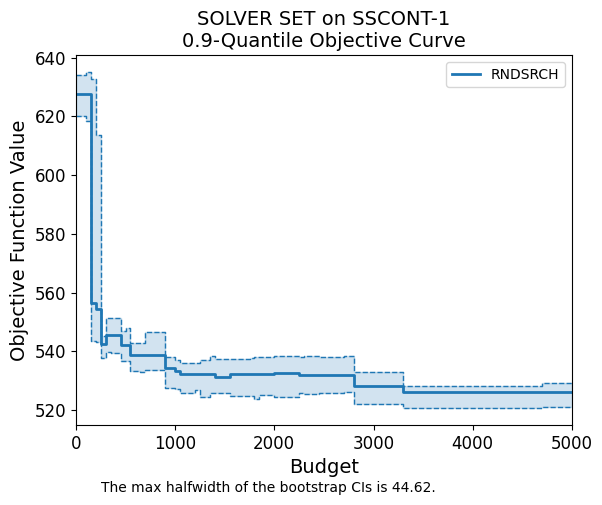 SOLVER SET on SSCONT-1
0.9-Quantile Objective Curve
RNDSRCH
Objective Function Value
640
620
600
580
560
540
520
0 1000 2000 3000 4000 5000
Budget
The max halfwidth of the bootstrap CIs is 44.62.